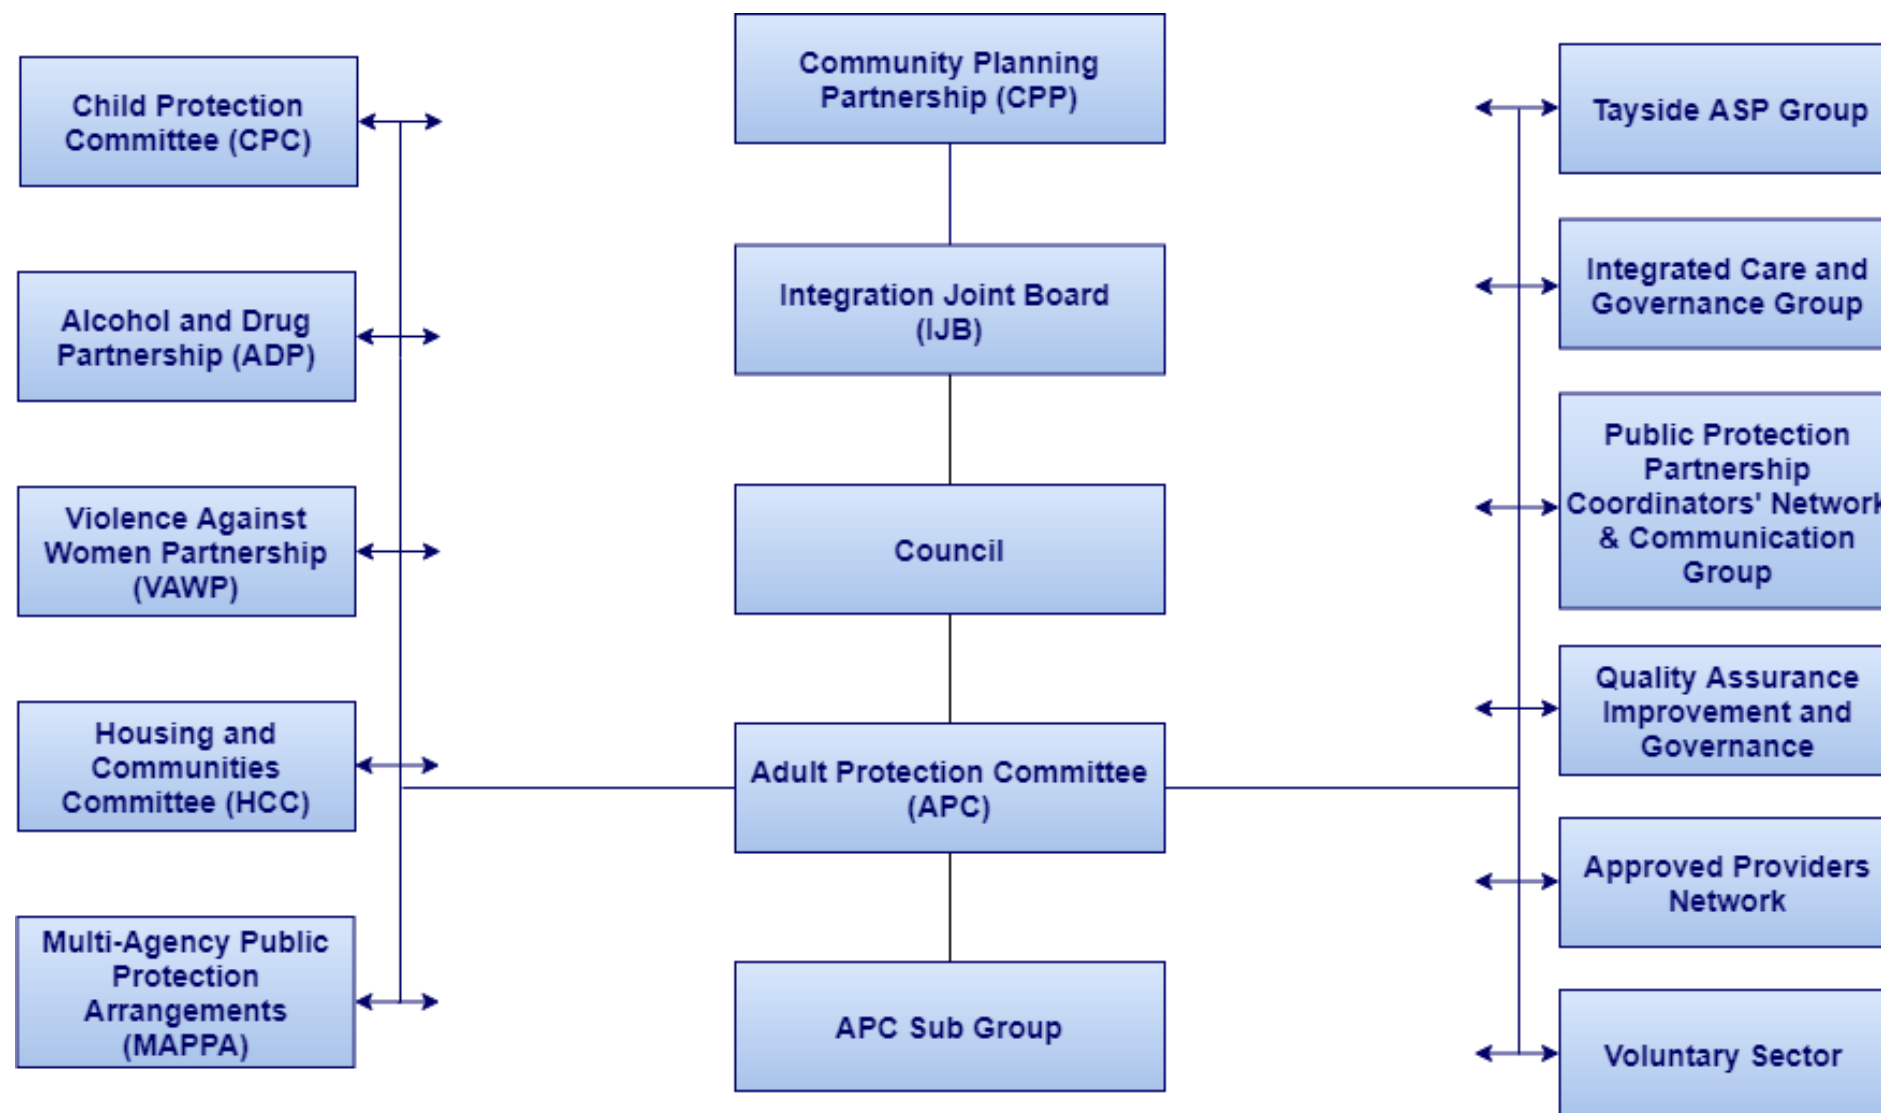 Child Protection
Committee (CPC)
Alcohol and Drug
Partnership (ADP)
Violence Against
Women Partnership
(VAWP)
Housing and
Communities
Committee (HCC)
Multi-Agency Public
Protection
Arrangements
(MAPPA)
Community Planning
Partnership (CPP)
Integration Joint Board
(IJB)
Council
Adult Protection Committee
(APC)
APC Sub Group
Tayside ASP Group
Integrated Care and
Governance Group
Public Protection
Partnership
Coordinators' Network
& Communication
Group
Quality Assurance
Improvement and
Governance
Approved Providers
Network
Voluntary Sector